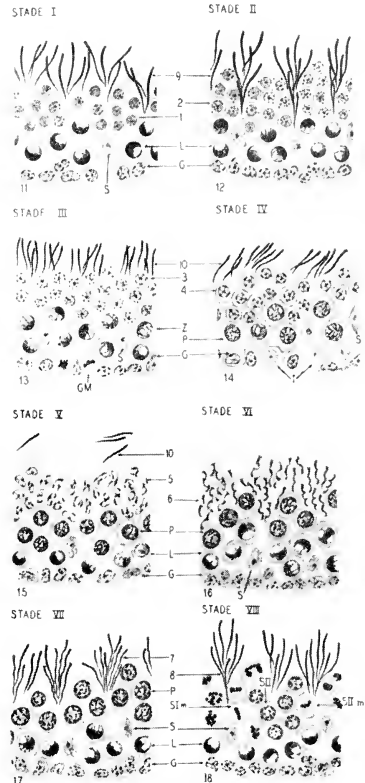 STADE I
STADE II
9
2
1
L
G
S
11
12
STADE III
STADE IV
10
3
4
Z
P
G
S
GM
13
14
STADE V
STADE VI
10
S
6
P
L
G
S
15
16
STADE VII
STADE VIII
7
8
P
SII
SI m
SII m
S
L
G
17
18